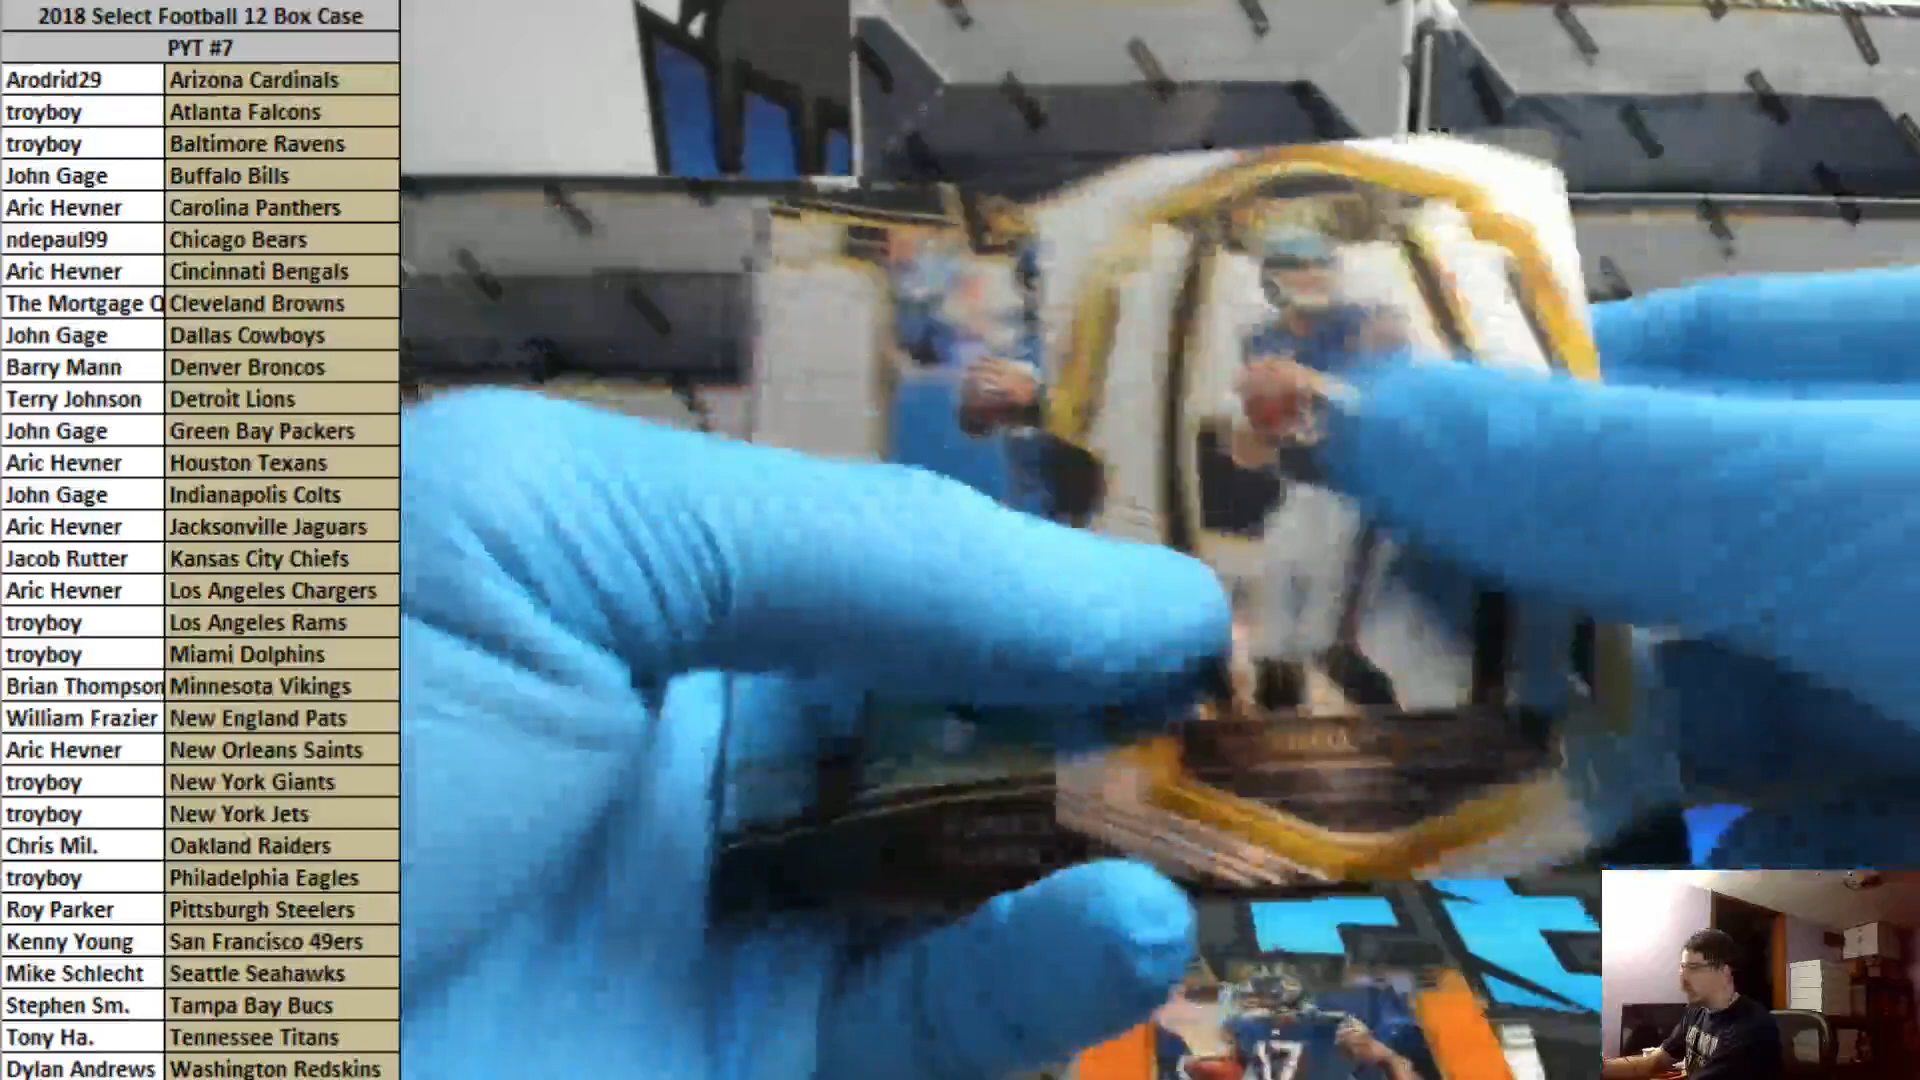 2018 Select Football 12 Box Case
PYT #7
Arodrid29 Arizona Cardinals
troyboy Atlanta Falcons
troyboy Baltimore Ravens
John Gage Buffalo Bills
Aric Hevner Carolina Panthers
ndepaul99 Chicago Bears
Aric Hevner Cincinnati Bengals
The Mortgage Cleveland Browns
John Gage Dallas Cowboys
Barry Mann Denver Broncos
Terry Johnson Detroit Lions
John Gage Green Bay Packers
Aric Hevner Houston Texans
John Gage Indianapolis Colts
Aric Hevner Jacksonville Jaguars
Jacob Rutter Kansas City Chiefs
Aric Hevner Los Angeles Chargers
troyboy Los Angeles Rams
troyboy Miami Dolphins
Brian Thompson Minnesota Vikings
William Frazier New England Pats
Aric Hevner New Orleans Saints
troyboy New York Giants
troyboy New York Jets
Chris Mil. Oakland Raiders
troyboy Philadelphia Eagles
Roy Parker Pittsburgh Steelers
Kenny Young San Francisco 49ers
Mike Schlecht Seattle Seahawks
Stephen Sm. Tampa Bay Bucs
Tony Ha. Tennessee Titans
Dylan Andrews Washington Redskins
17